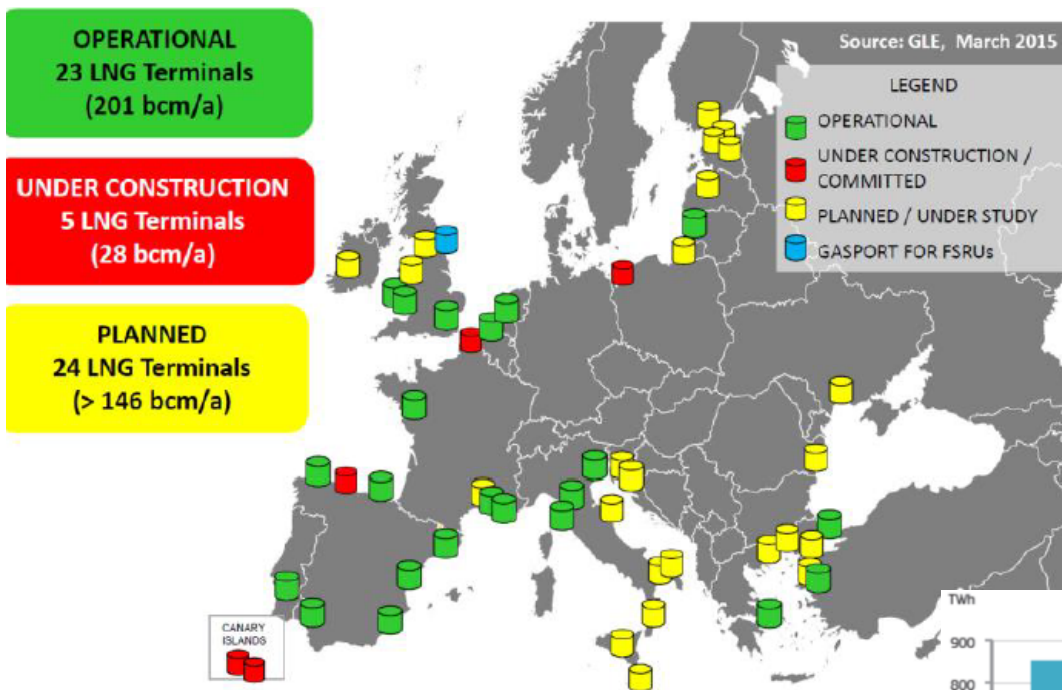 OPERATIONAL
23 LNG Terminals
(201 bcm/a)
UNDER CONSTRUCTION
5 LNG Terminals
(28 bcm/a)
PLANNED
24 LNG Terminals
(> 146 bcm/a)
Source: GLE, March 2015
LEGEND
OPERATIONAL
UNDER CONSTRUCTION /
COMMITTED
PLANNED / UNDER STUDY
GASPORT FOR FSRUs
CANARY
ISLANDS
TWh
900
800